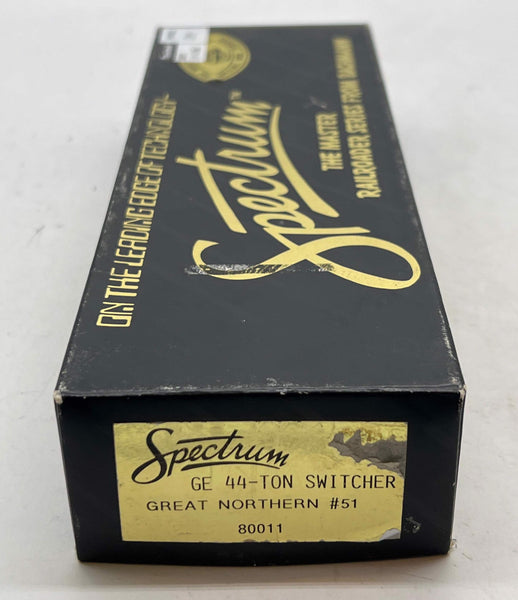 ON THE LEADING EDGE OF TECHNOLOGY
Spectrum™
THE MASTER
RAILROADER SERIES FROM BACHMANN
Spectrum
GE 44-TON SWITCHER
GREAT NORTHERN #51
80011